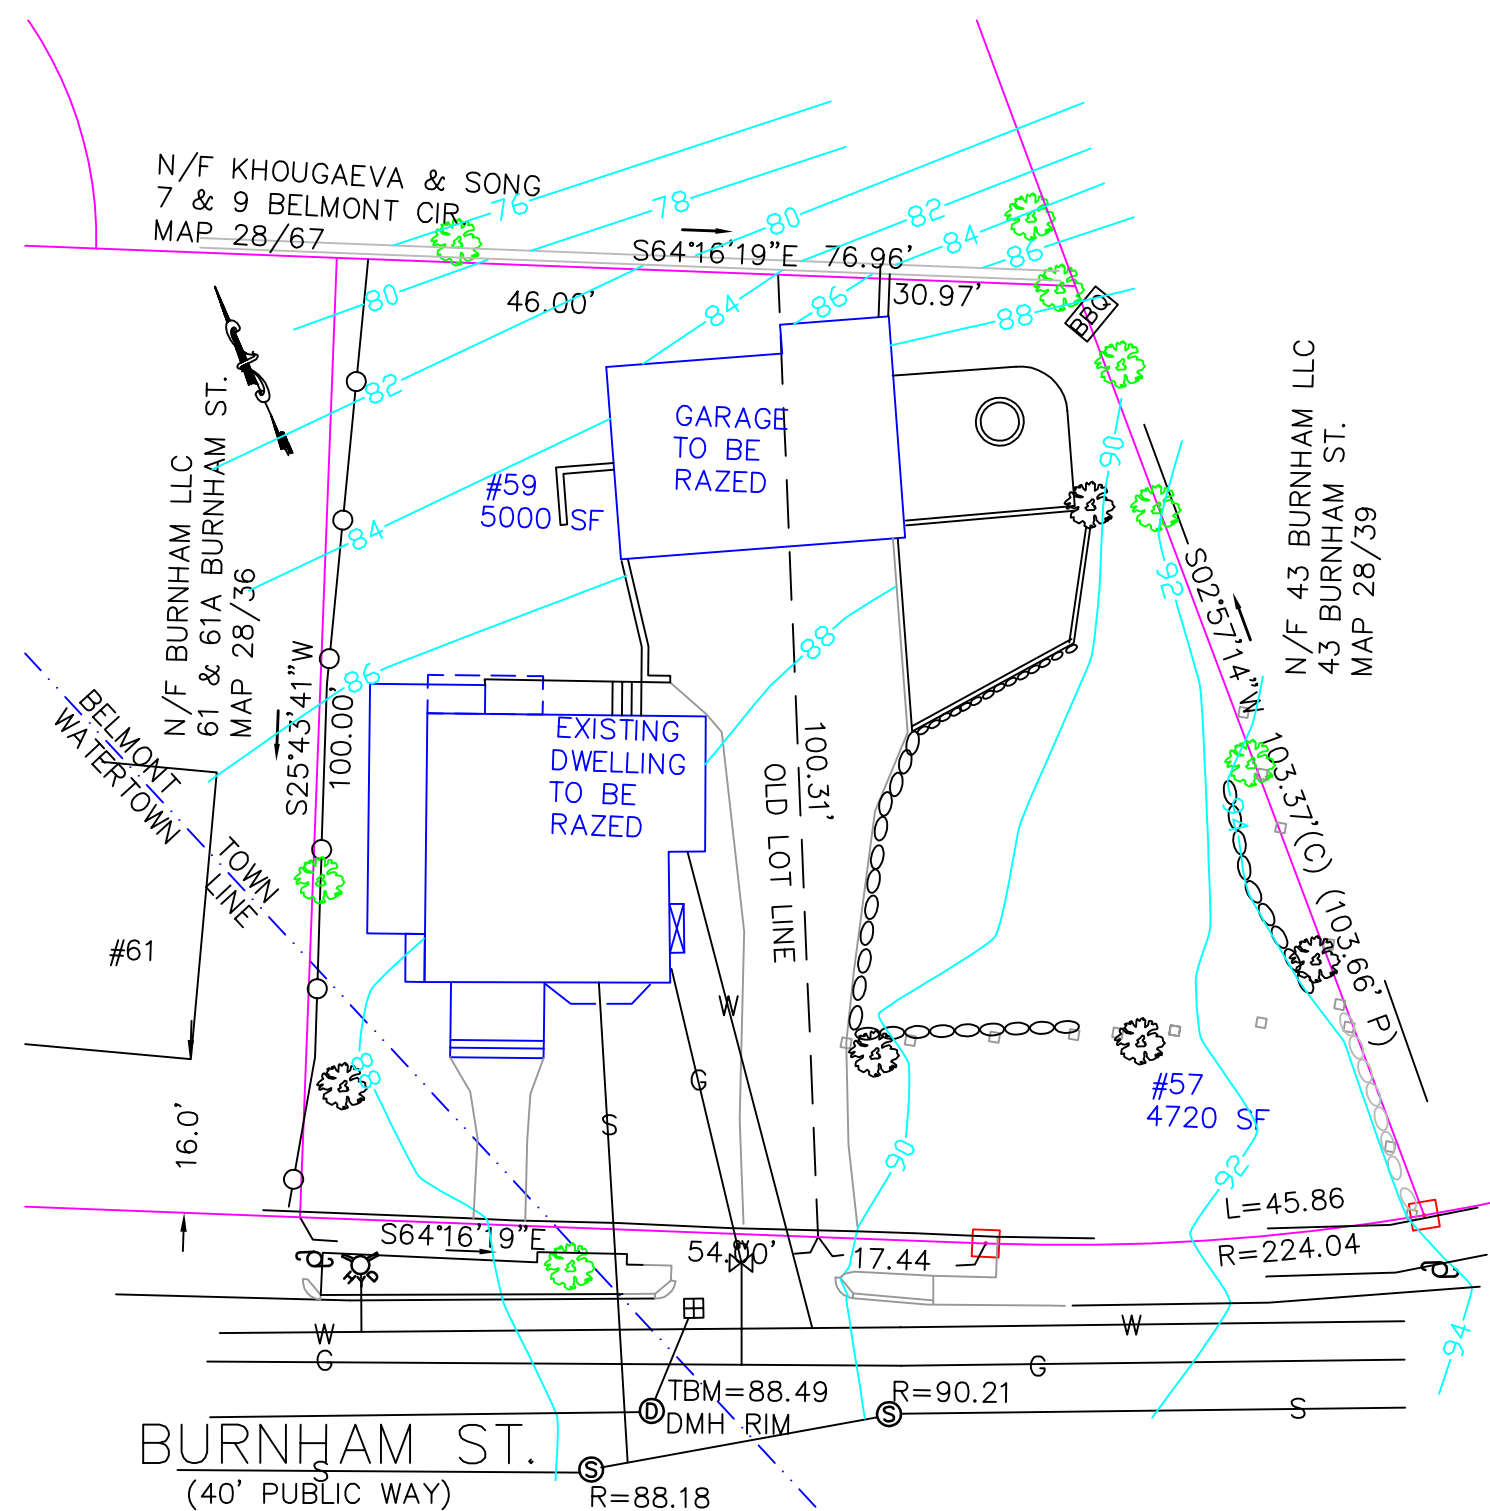 N/F KHOUGAEVA & SONG
7 & 9 BELMONT CIR.
MAP 28/67
76
78
80
82
84
86
88
S64°16'19"E 76.96'
46.00'
30.97'
80
82
84
86
84
86
BBQ
N/F BURNHAM LLC
61 & 61A BURNHAM ST.
MAP 28/36
GARAGE
TO BE
RAZED
#59
5000 SF
90
92
N/F 43 BURNHAM LLC
43 BURNHAM ST.
MAP 28/39
S02°57'14"W
103.37'(C) (103.66' P)
88
S25°43'41"W
100.00'
BELMONT
WATERTOWN
TOWN
LINE
EXISTING
DWELLING
TO BE
RAZED
100.31'
OLD LOT LINE
94
#61
88
W
G
S
#57
4720 SF
16.0'
90
92
L=45.86
R=224.04
S64°16'19"E
17.44
W
W
G
G
94
TBM=88.49
DMH RIM
R=90.21
D
S
S
BURNHAM ST.
S
S
(40' PUBLIC WAY)
R=88.18